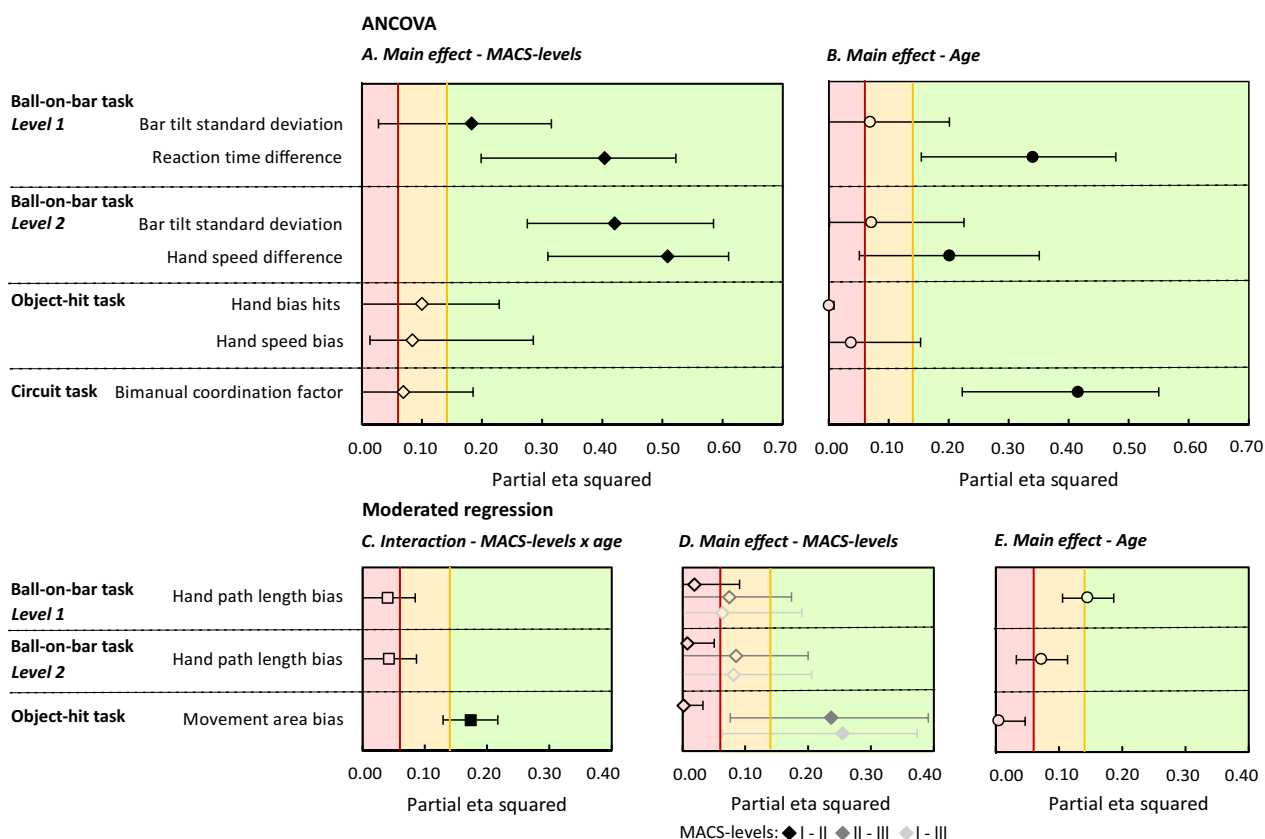 ANCOVA
A. Main effect - MACS-levels
B. Main effect - Age
Ball-on-bar task
Level 1
Bar tilt standard deviation
Reaction time difference
Ball-on-bar task
Level 2
Bar tilt standard deviation
Hand speed difference
Object-hit task
Hand bias hits
Hand speed bias
Circuit task
Bimanual coordination factor
0.00 0.10 0.20 0.30 0.40 0.50 0.60 0.70
0.00 0.10 0.20 0.30 0.40 0.50 0.60 0.70
Partial eta squared
Partial eta squared
Moderated regression
C. Interaction - MACS-levels x age
D. Main effect - MACS-levels
E. Main effect - Age
Ball-on-bar task
Level 1
Hand path length bias
Ball-on-bar task
Level 2
Hand path length bias
Object-hit task
Movement area bias
0.00 0.10 0.20 0.30 0.40
0.00 0.10 0.20 0.30 0.40
0.00 0.10 0.20 0.30 0.40
Partial eta squared
Partial eta squared
Partial eta squared
MACS-levels: I - II II - III I - III